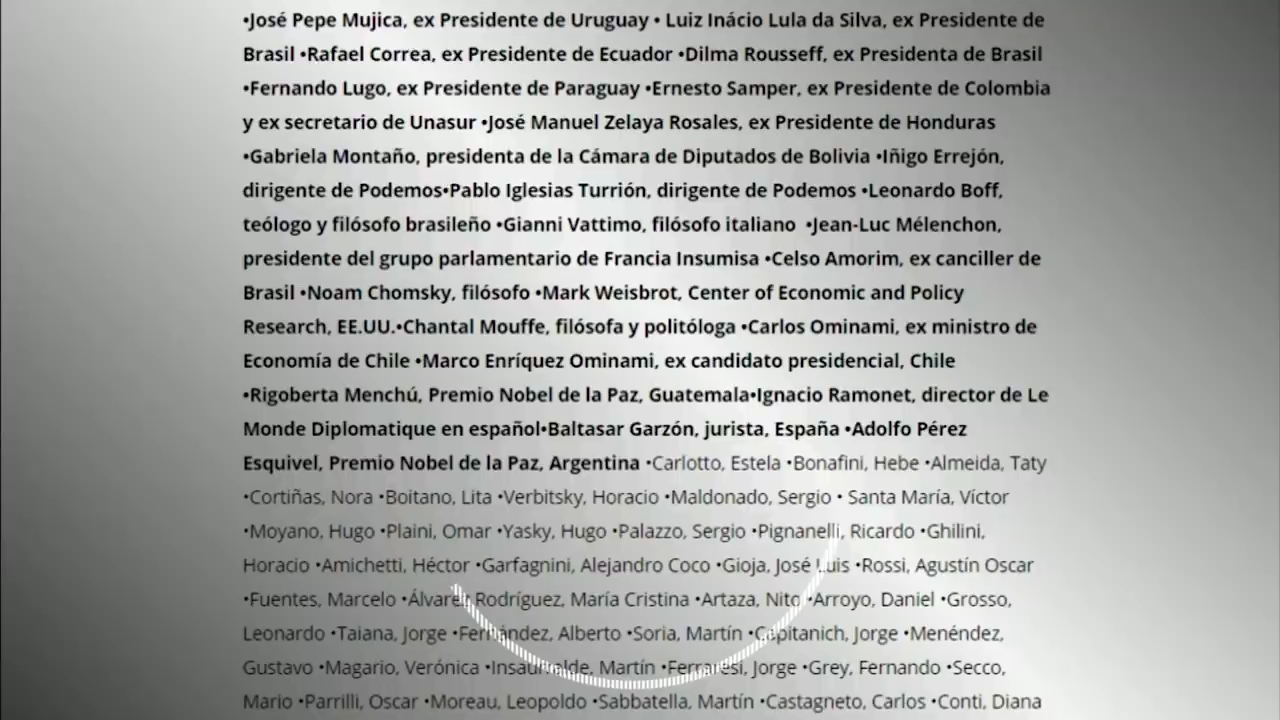 •José Pepe Mujica, ex Presidente de Uruguay • Luiz Inácio Lula da Silva, ex Presidente de
Brasil •Rafael Correa, ex Presidente de Ecuador •Dilma Rousseff, ex Presidenta de Brasil
•Fernando Lugo, ex Presidente de Paraguay •Ernesto Samper, ex Presidente de Colombia
y ex secretario de Unasur •José Manuel Zelaya Rosales, ex Presidente de Honduras
•Gabriela Montaño, presidenta de la Cámara de Diputados de Bolivia •Iñigo Errejón,
dirigente de Podemos•Pablo Iglesias Turrión, dirigente de Podemos •Leonardo Boff,
teólogo y filósofo brasileño •Gianni Vattimo, filósofo italiano •Jean-Luc Mélenchon,
presidente del grupo parlamentario de Francia Insumisa •Celso Amorim, ex canciller de
Brasil •Noam Chomsky, filósofo •Mark Weisbrot, Center of Economic and Policy
Research, EE.UU.•Chantal Mouffe, filósofa y politóloga •Carlos Ominami, ex ministro de
Economía de Chile •Marco Enríquez Ominami, ex candidato presidencial, Chile
•Rigoberta Menchú, Premio Nobel de la Paz, Guatemala•Ignacio Ramonet, director de Le
Monde Diplomatique en español•Baltasar Garzón, jurista, España •Adolfo Pérez
Esquivel, Premio Nobel de la Paz, Argentina •Carlotto, Estela •Bonafini, Hebe •Almeida, Taty
•Cortiñas, Nora •Boitano, Lita •Verbitsky, Horacio •Maldonado, Sergio • Santa María, Víctor
•Moyano, Hugo •Plaini, Omar •Yasky, Hugo •Palazzo, Sergio •Pignanelli, Ricardo •Ghilini,
Horacio •Amichetti, Héctor •Garfagnini, Alejandro Coco •Gioja, José Luis •Rossi, Agustín Oscar
•Fuentes, Marcelo •Álvarez Rodríguez, María Cristina •Artaza, Nito •Arroyo, Daniel •Grosso,
Leonardo •Taiana, Jorge •Fernández, Alberto •Soria, Martín •Capitanich, Jorge •Menéndez,
Gustavo •Magario, Verónica •Insaurralde, Martín •Ferraresi, Jorge •Grey, Fernando •Secco,
Mario •Parrilli, Oscar •Moreau, Leopoldo •Sabbatella, Martín •Castagneto, Carlos •Conti, Diana